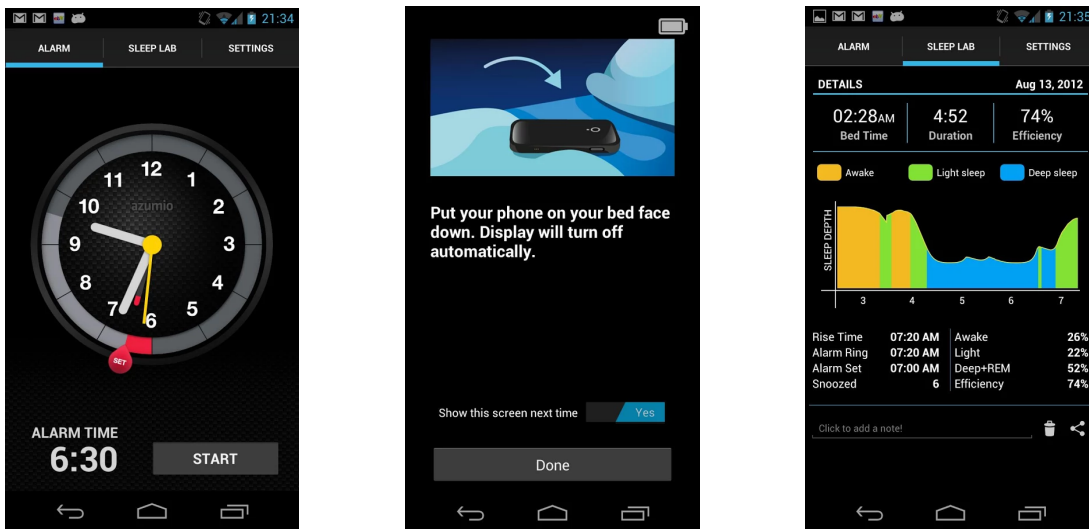 21:34
ALARM SLEEP LAB SETTINGS
12
11 1
10 azumio 2
9 3
8 4
7 5
6
SET
ALARM TIME
6:30 START
Put your phone on your bed face
down. Display will turn off
automatically.
Show this screen next time Yes
Done
21:35
ALARM SLEEP LAB SETTINGS
DETAILS Aug 13, 2012
02:28AM 4:52 74%
Bed Time Duration Efficiency
Awake Light sleep Deep sleep
SLEEP DEPTH
3 4 5 6 7
Rise Time 07:20 AM Awake 26%
Alarm Ring 07:20 AM Light 22%
Alarm Set 07:00 AM Deep+REM 52%
Snoozed 6 Efficiency 74%
Click to add a note!